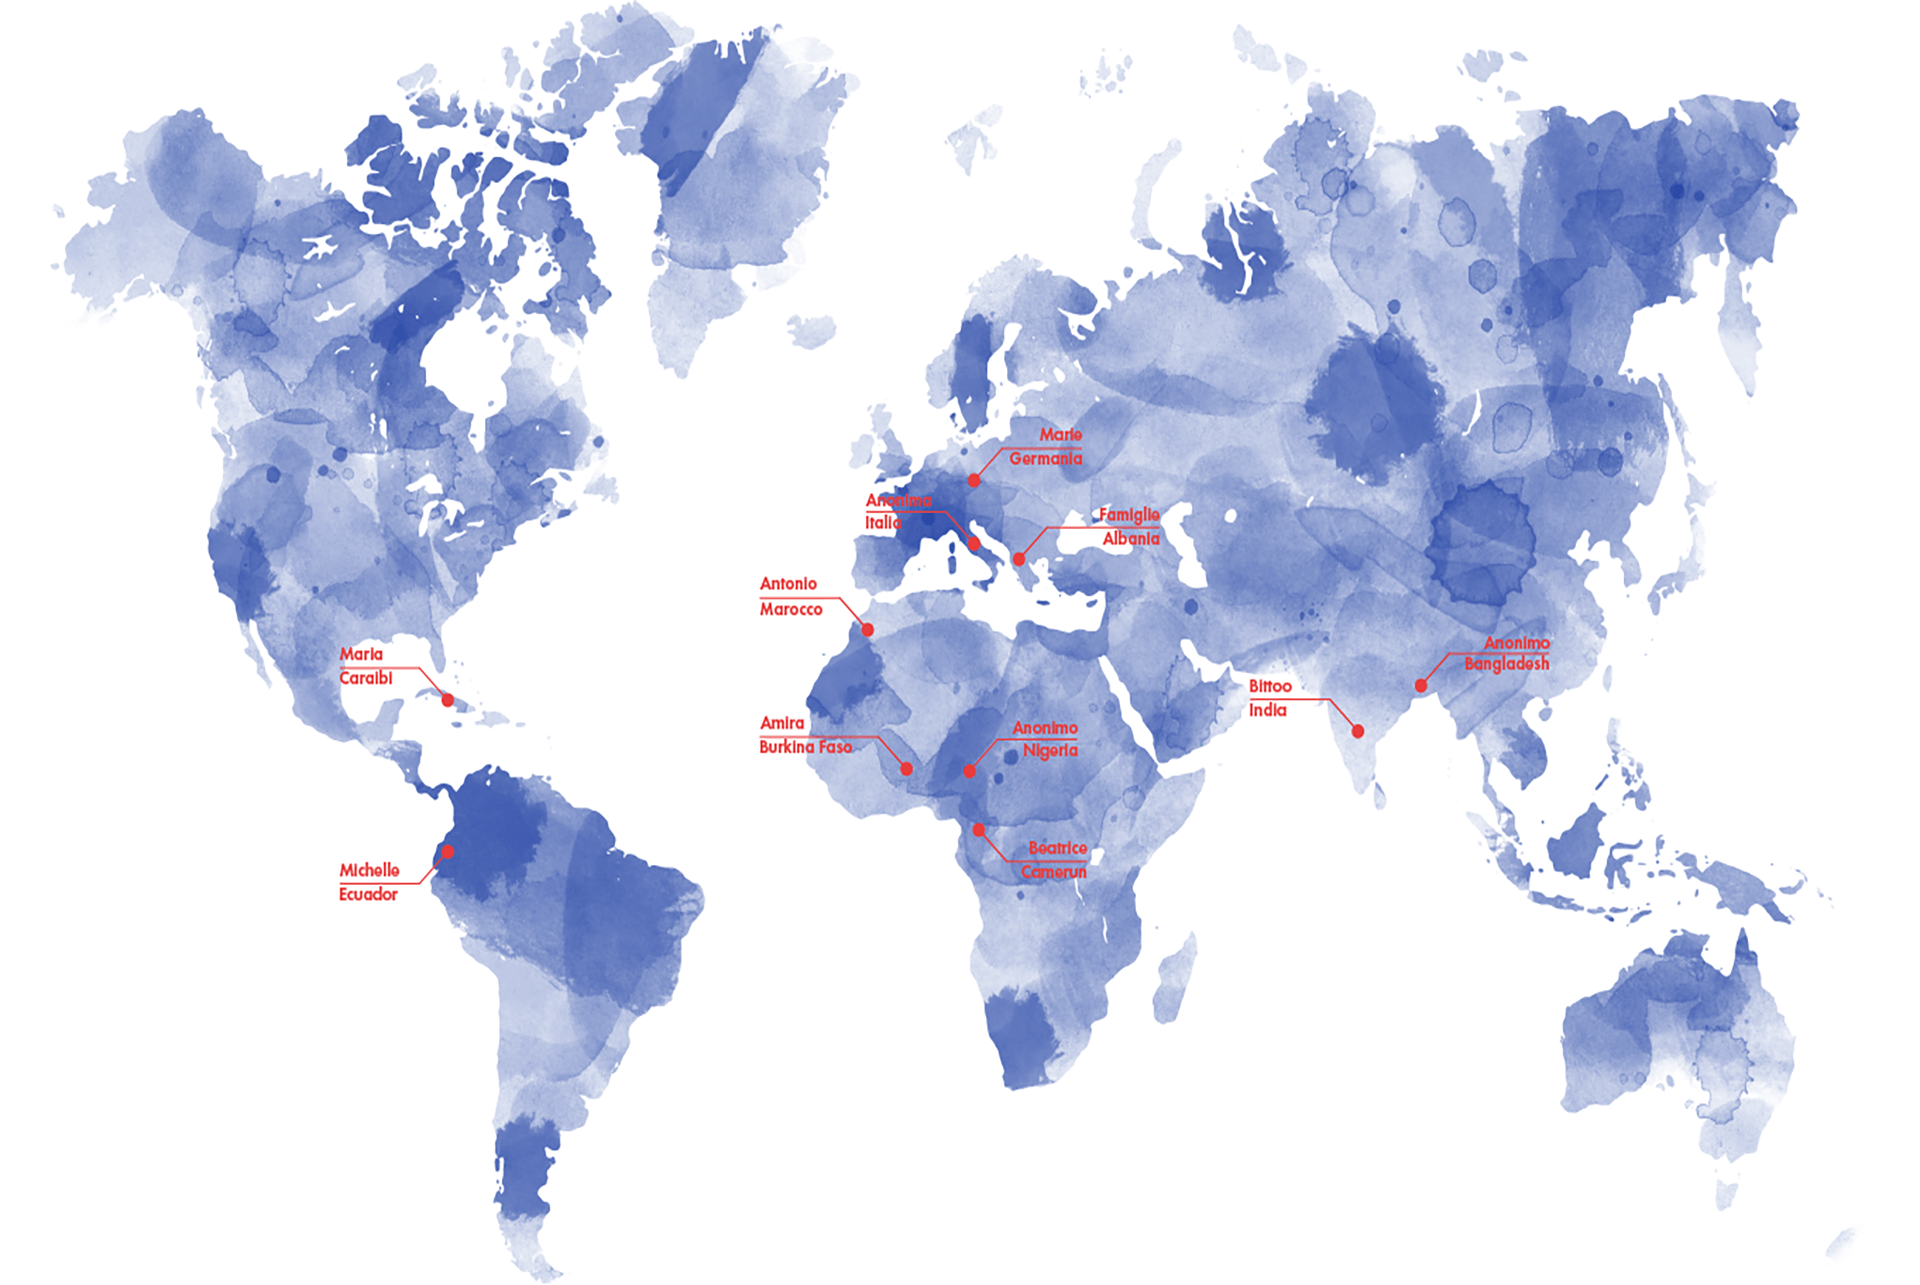 Marie
Germania
Anonima
Italia
Famiglie
Albania
Antonio
Marocco
Maria
Caraibi
Anonimo
Bangladesh
Bittoo
India
Amira
Burkina Faso
Anonimo
Nigeria
Beatrice
Camerun
Michelle
Ecuador